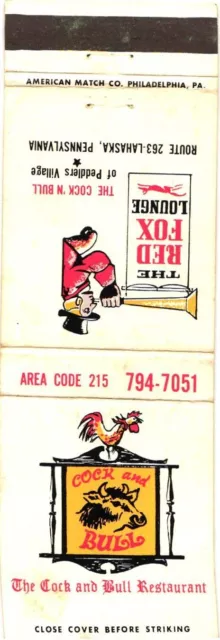 AMERICAN MATCH CO. PHILADELPHIA, PA.
THE
RED
FOX
LOUNGE
THE COCK 'N BULL
of Peddlers Village
★
ROUTE 263-LAHASKA, PENNSYLVANIA
AREA CODE 215 794-7051
COCK and
BULL
The Cock and Bull Restaurant
CLOSE COVER BEFORE STRIKING